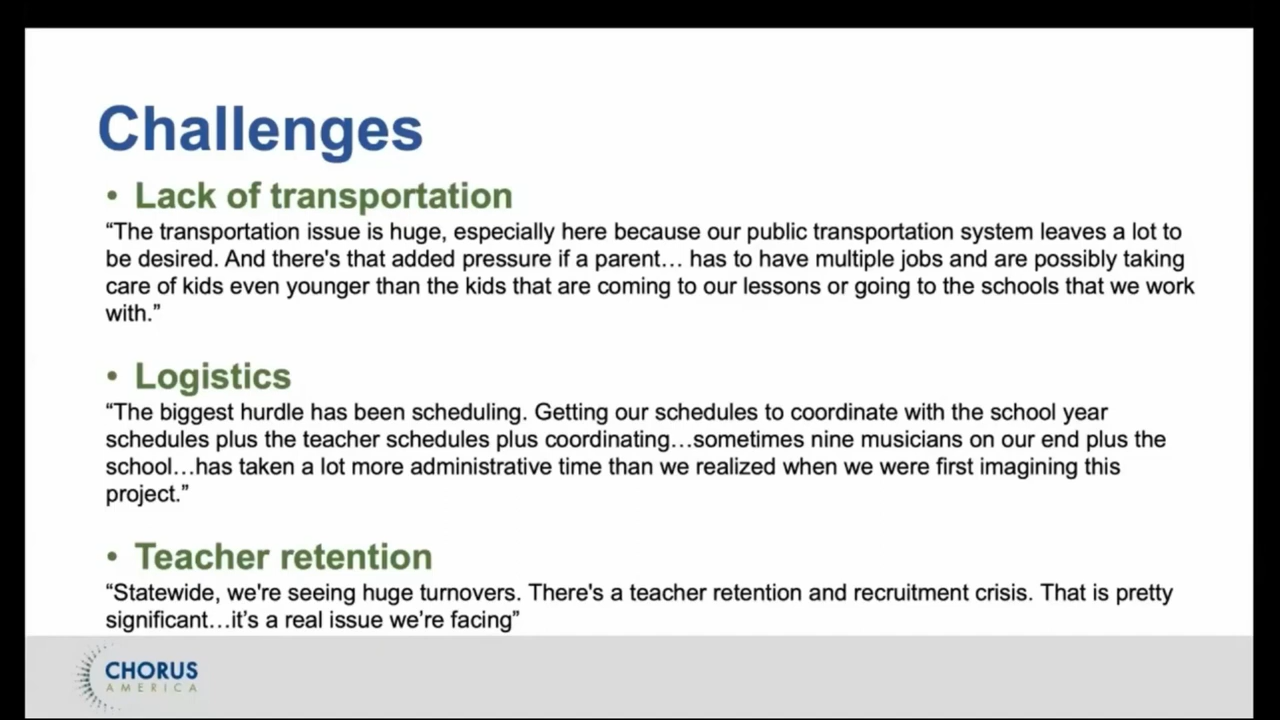 Challenges
• Lack of transportation
“The transportation issue is huge, especially here because our public transportation system leaves a lot to
be desired. And there's that added pressure if a parent… has to have multiple jobs and are possibly taking
care of kids even younger than the kids that are coming to our lessons or going to the schools that we work
with.”
• Logistics
“The biggest hurdle has been scheduling. Getting our schedules to coordinate with the school year
schedules plus the teacher schedules plus coordinating…sometimes nine musicians on our end plus the
school…has taken a lot more administrative time than we realized when we were first imagining this
project.”
• Teacher retention
“Statewide, we're seeing huge turnovers. There's a teacher retention and recruitment crisis. That is pretty
significant…it’s a real issue we’re facing”
CHORUS
AMERICA